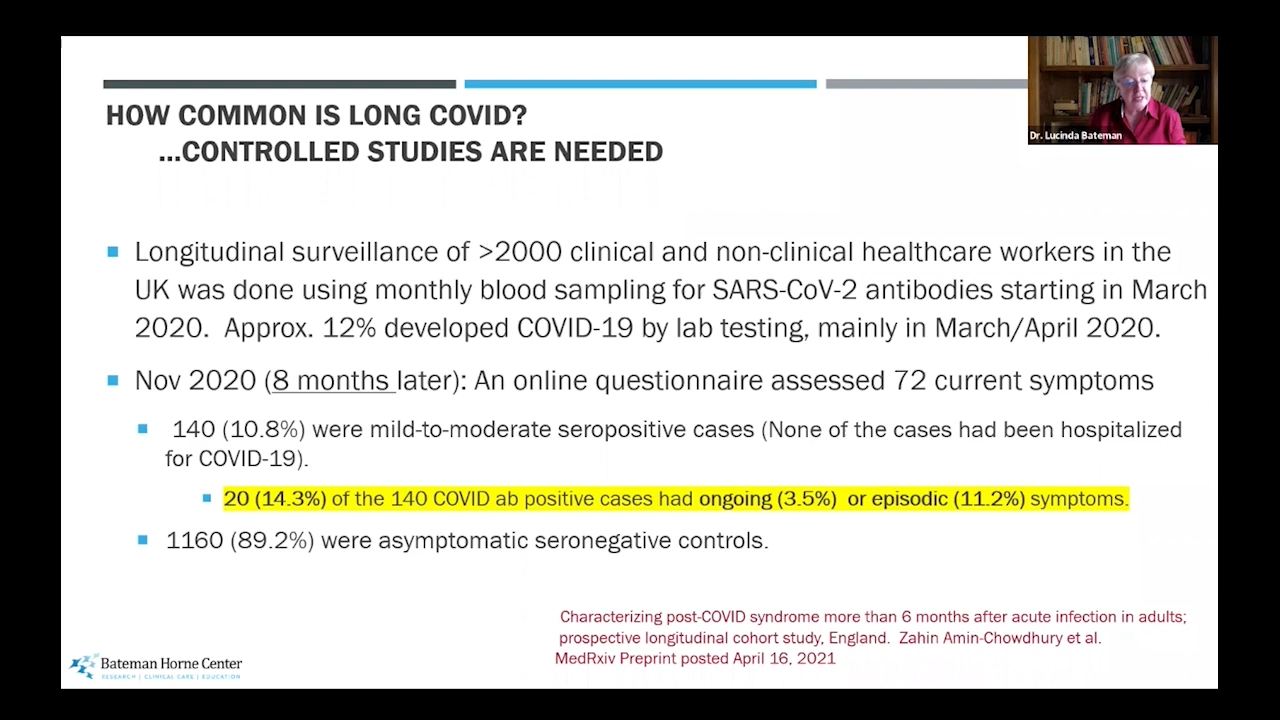 HOW COMMON IS LONG COVID?
...CONTROLLED STUDIES ARE NEEDED
Dr. Lucinda Bateman
Longitudinal surveillance of >2000 clinical and non-clinical healthcare workers in the
UK was done using monthly blood sampling for SARS-CoV-2 antibodies starting in March
2020. Approx. 12% developed COVID-19 by lab testing, mainly in March/April 2020.
Nov 2020 (8 months later): An online questionnaire assessed 72 current symptoms
140 (10.8%) were mild-to-moderate seropositive cases (None of the cases had been hospitalized
for COVID-19).
20 (14.3%) of the 140 COVID ab positive cases had ongoing (3.5%) or episodic (11.2%) symptoms.
1160 (89.2%) were asymptomatic seronegative controls.
Characterizing post-COVID syndrome more than 6 months after acute infection in adults;
prospective longitudinal cohort study, England. Zahin Amin-Chowdhury et al.
MedRxiv Preprint posted April 16, 2021
Bateman Horne Center
RESEARCH | CLINICAL CARE | EDUCATION